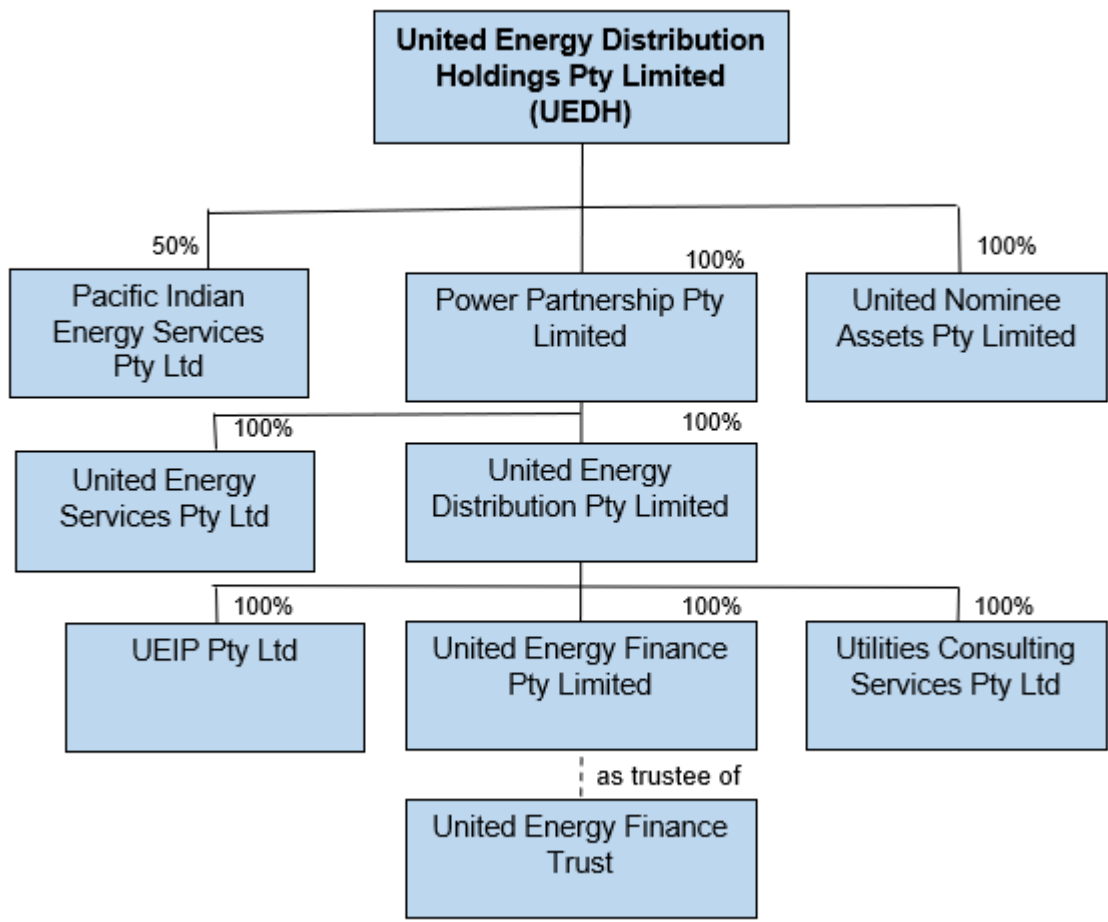 United Energy Distribution
Holdings Pty Limited
(UEDH)
50%
100%
100%
Pacific Indian
Energy Services
Pty Ltd
Power Partnership Pty
Limited
United Nominee
Assets Pty Limited
100%
100%
United Energy
Services Pty Ltd
United Energy
Distribution Pty Limited
100%
100%
100%
UEIP Pty Ltd
United Energy Finance
Pty Limited
Utilities Consulting
Services Pty Ltd
as trustee of
United Energy Finance
Trust